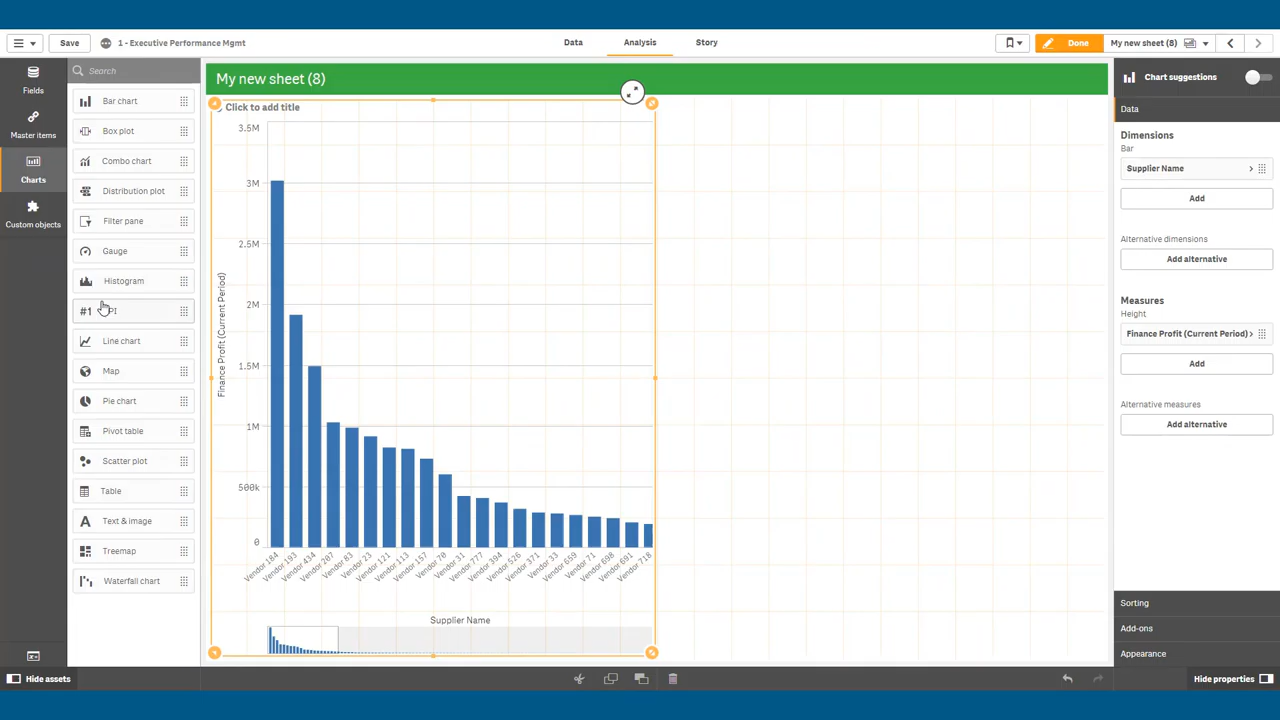 Save
1 - Executive Performance Mgmt
Data
Analysis
Story
Done
My new sheet (8)
Fields
Master items
Charts
Custom objects
Search
Bar chart
Box plot
Combo chart
Distribution plot
Filter pane
Gauge
Histogram
#1
Line chart
Map
Pie chart
Pivot table
Scatter plot
Table
A Text & image
Treemap
Waterfall chart
My new sheet (8)
Click to add title
Finance Profit (Current Period)
3.5M
3M
2.5M
2M
1.5M
1M
500k
0
Vendor 184
Vendor 193
Vendor 434
Vendor 207
Vendor 83
Vendor 23
Vendor 121
Vendor 113
Vendor 157
Vendor 70
Vendor 31
Vendor 777
Vendor 394
Vendor 526
Vendor 371
Vendor 33
Vendor 659
Vendor 71
Vendor 698
Vendor 691
Vendor 718
Supplier Name
Chart suggestions
Data
Dimensions
Bar
Supplier Name
Add
Alternative dimensions
Add alternative
Measures
Height
Finance Profit (Current Period)
Add
Alternative measures
Add alternative
Sorting
Add-ons
Appearance
Hide assets
Hide properties